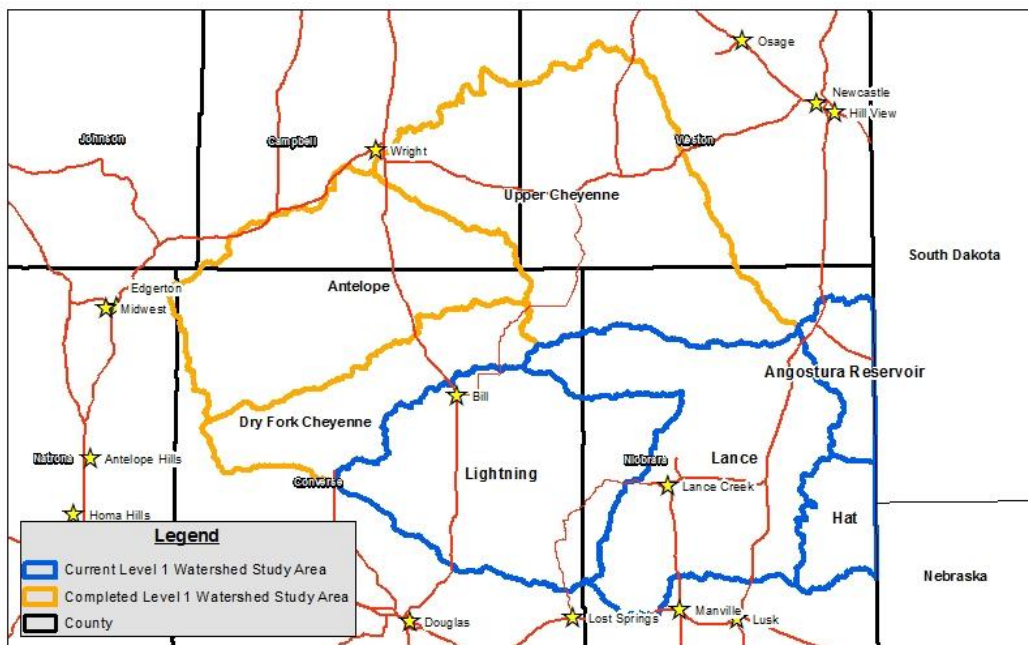 Osage
Newcastle
Hill View
Johnson
Campbell
Wright
Weston
Upper Cheyenne
South Dakota
Antelope
Edgerton
Midwest
Angostura Reservoir
Bill
Dry Fork Cheyenne
Natrona
Antelope Hills
Converse
Lightning
Niobrara
Lance
Lance Creek
Homa Hills
Hat
Legend
Current Level 1 Watershed Study Area
Completed Level 1 Watershed Study Area
County
Nebraska
Douglas
Lost Springs
Manville
Lusk